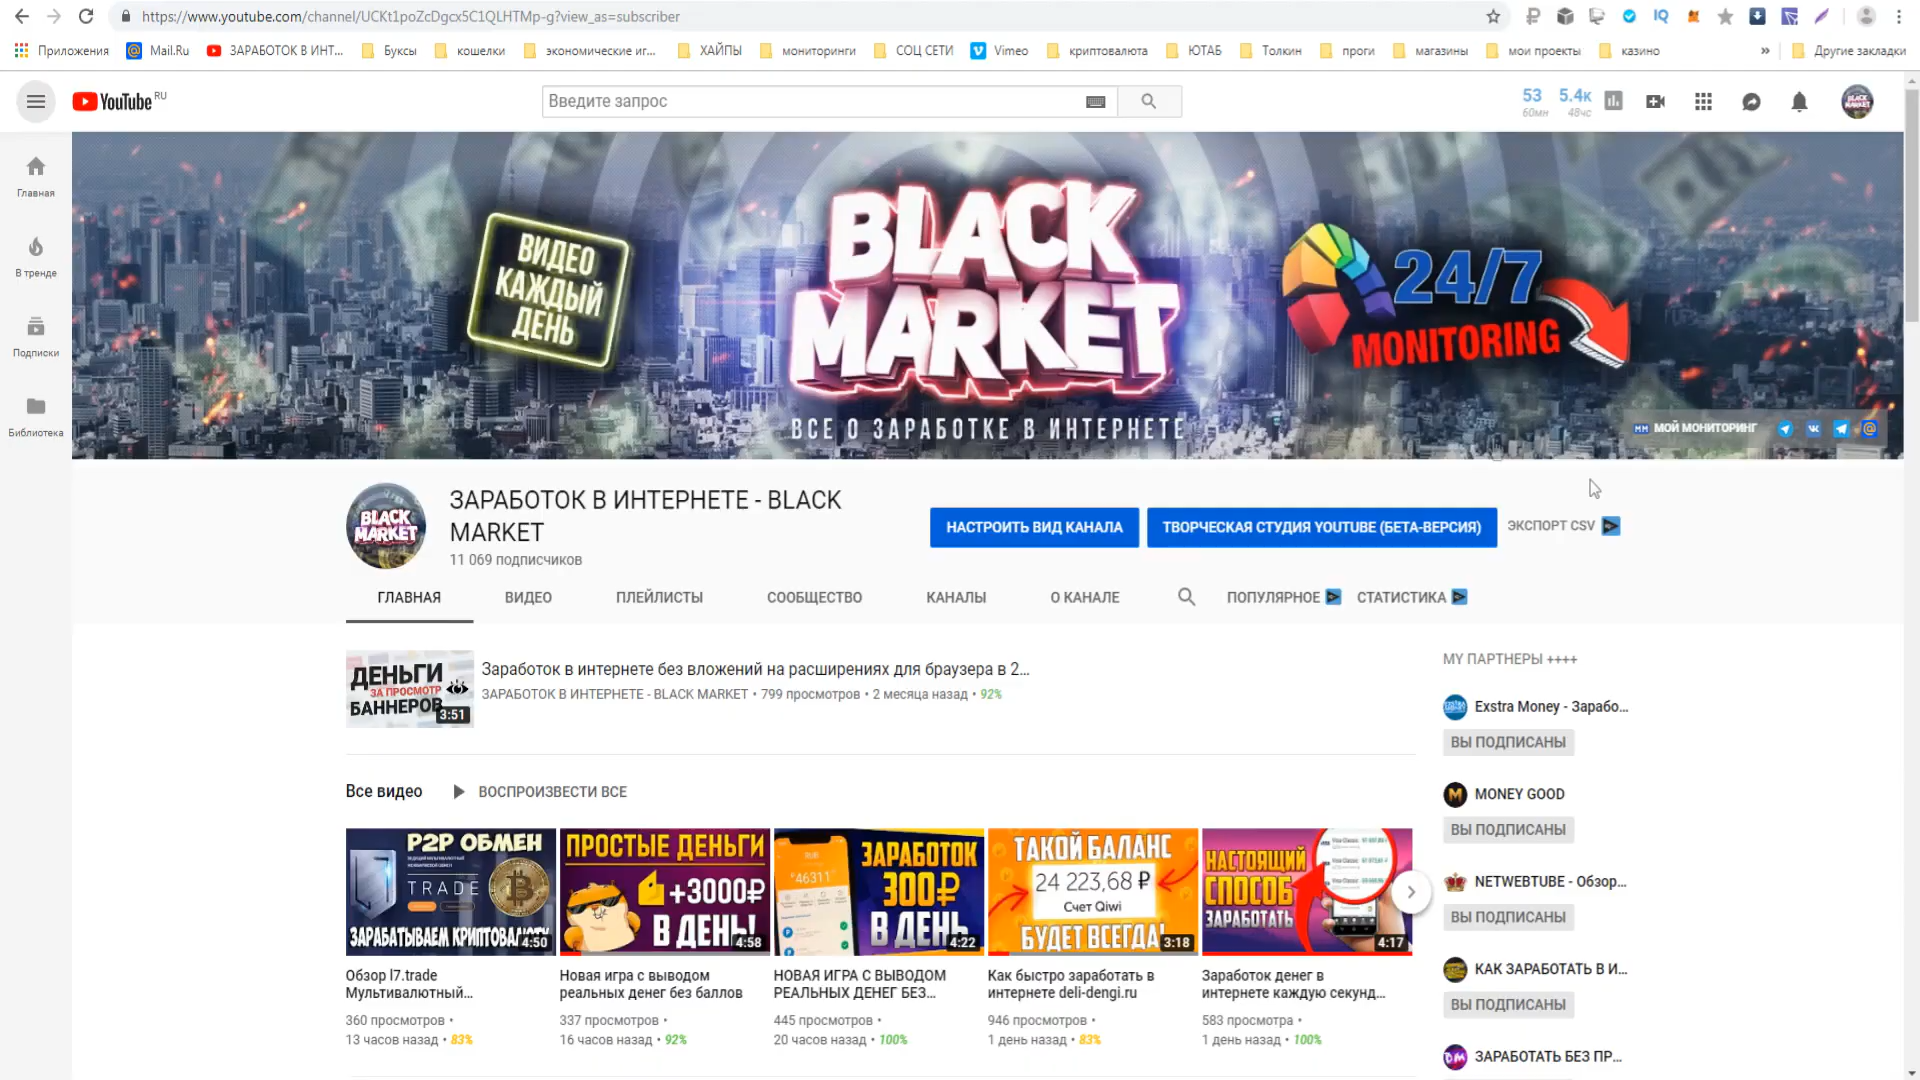 https://www.youtube.com/channel/UCKt1poZcDgcx5C1QLHTMp-g?view_as=subscriber
Приложения Mail.Ru ЗАРАБОТОК В ИНТ... Буксы кошелки экономические иг... ХАЙПЫ мониторинги СОЦ СЕТИ Vimeo криптовалюта ЮТАБ Толкин проги магазины мои проекты казино » Другие закладки
YouTube RU
Введите запрос
53 5.4к
60мн 48чс
Главная
В тренде
Подписки
Библиотека
ВИДЕО
КАЖДЫЙ
ДЕНЬ
BLACK
MARKET
ВСЕ О ЗАРАБОТКЕ В ИНТЕРНЕТЕ
24/7
MONITORING
ММ МОЙ МОНИТОРИНГ
BLACK
MARKET
ЗАРАБОТОК В ИНТЕРНЕТЕ - BLACK
MARKET
11 069 подписчиков
НАСТРОИТЬ ВИД КАНАЛА
ТВОРЧЕСКАЯ СТУДИЯ YOUTUBE (БЕТА-ВЕРСИЯ)
ЭКСПОРТ CSV
ГЛАВНАЯ ВИДЕО ПЛЕЙЛИСТЫ СООБЩЕСТВО КАНАЛЫ О КАНАЛЕ ПОПУЛЯРНОЕ СТАТИСТИКА
ДЕНЬГИ
ЗА ПРОСМОТР
БАННЕРОВ
3:51
Заработок в интернете без вложений на расширениях для браузера в 2...
ЗАРАБОТОК В ИНТЕРНЕТЕ - BLACK MARKET • 799 просмотров • 2 месяца назад • 92%
Все видео ВОСПРОИЗВЕСТИ ВСЕ
P2P ОБМЕН
TRADE
ЗАРАБАТЫВАЕМ КРИПТОВАЛЮТУ
4:50
Обзор l7.trade
Мультивалютный...
360 просмотров •
13 часов назад • 83%
ПРОСТЫЕ ДЕНЬГИ
+3000₽
В ДЕНЬ!
4:58
Новая игра с выводом
реальных денег без баллов
337 просмотров •
16 часов назад • 92%
46311
ЗАРАБОТОК
300₽
В ДЕНЬ
4:22
НОВАЯ ИГРА С ВЫВОДОМ
РЕАЛЬНЫХ ДЕНЕГ БЕЗ...
445 просмотров •
20 часов назад • 100%
ТАКОЙ БАЛАНС
24 223,68 ₽
Счет Qiwi
БУДЕТ ВСЕГДА!
3:18
Как быстро заработать в
интернете deli-dengi.ru
946 просмотров •
1 день назад • 83%
НАСТОЯЩИЙ
СПОСОБ
ЗАРАБОТАТЬ
4:17
Заработок денег в
интернете каждую секунд...
583 просмотра •
1 день назад • 100%
MY ПАРТНЕРЫ ++++
Exstra Money - Зарабо...
ВЫ ПОДПИСАНЫ
MONEY GOOD
ВЫ ПОДПИСАНЫ
NETWEBTUBE - Обзор...
ВЫ ПОДПИСАНЫ
КАК ЗАРАБОТАТЬ В И...
ВЫ ПОДПИСАНЫ
ЗАРАБОТАТЬ БЕЗ ПР...